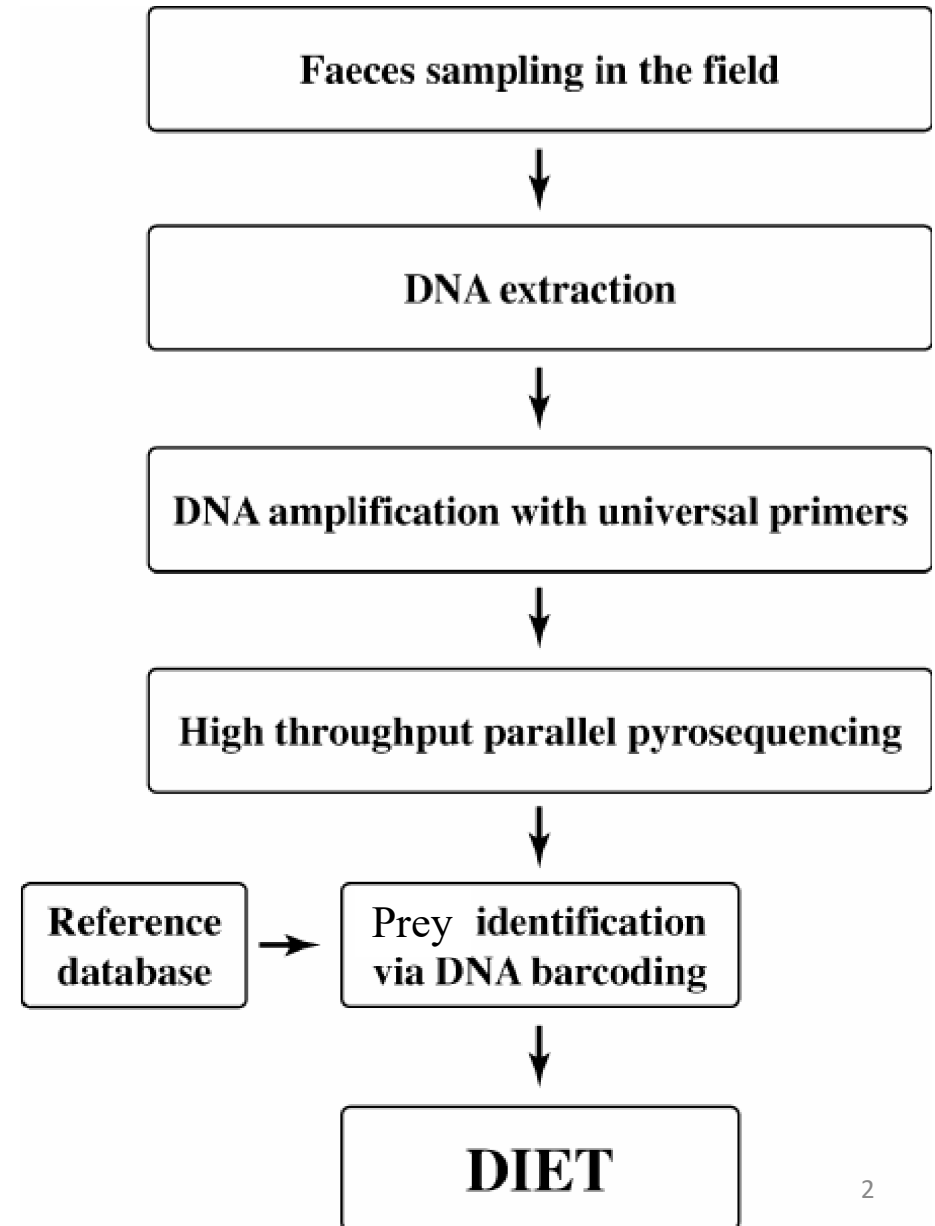 Faeces sampling in the field
DNA extraction
DNA amplification with universal primers
High throughput parallel pyrosequencing
Reference
database
Prey identification
via DNA barcoding
DIET
2